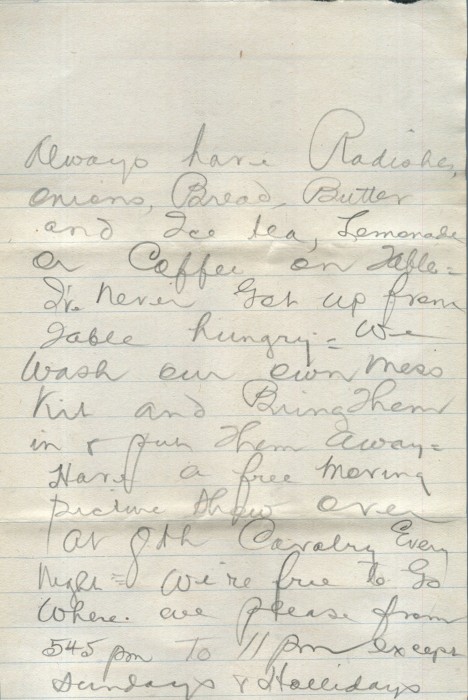 Always have Radishes,
onions, Bread, Butter
and Ice tea, Lemonade
or Coffee on Table =
I've never Got up from
Table hungry = We
Wash our own Mess
Kit and Bring Them
in & put Them away =
Have a free Moving
picture show over
at 8th Cavalry Every
Night = We're free to Go
Where we please from
545 pm To 11 pm except
Sundays & Hollidays